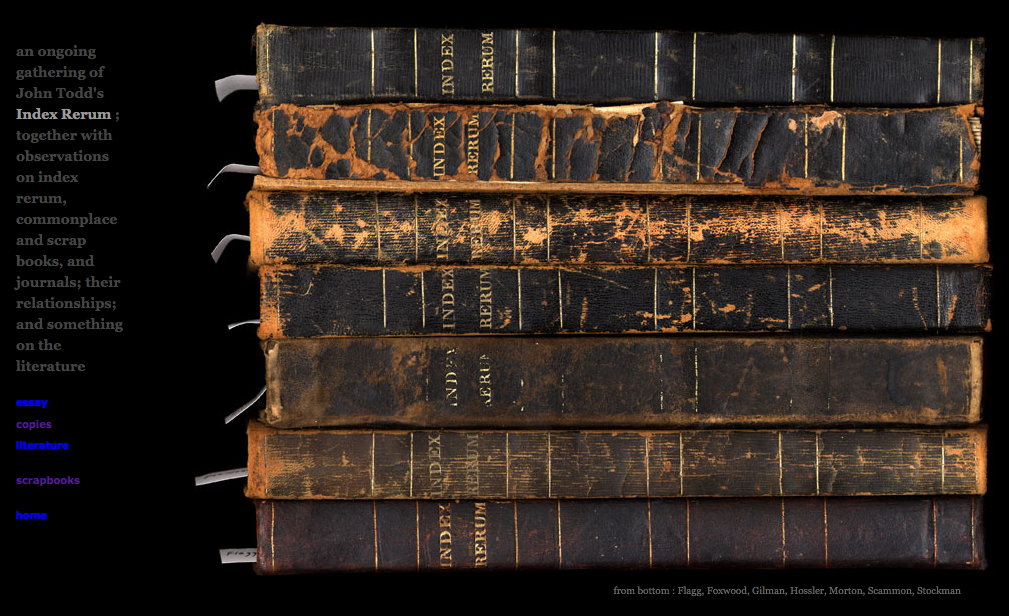 an ongoing
gathering of
John Todd's
Index Rerum ;
together with
observations
on index
rerum,
commonplace
and scrap
books, and
journals; their
relationships;
and something
on the
literature
essay
copies
literature
scrapbooks
home
INDEX
RERUM
INDEX
RERUM
INDEX
RERUM
INDEX
RERUM
INDEX
RERUM
INDEX
RERUM
INDEX
RERUM
Flagg
from bottom : Flagg, Foxwood, Gilman, Hossler, Morton, Scammon, Stockman